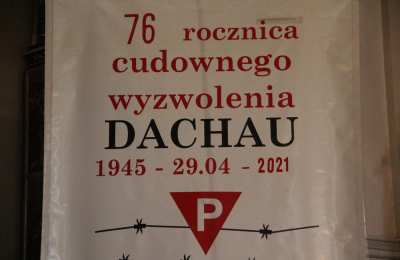 76 rocznica
cudownego
wyzwolenia
DACHAU
1945 - 29.04 - 2021
P